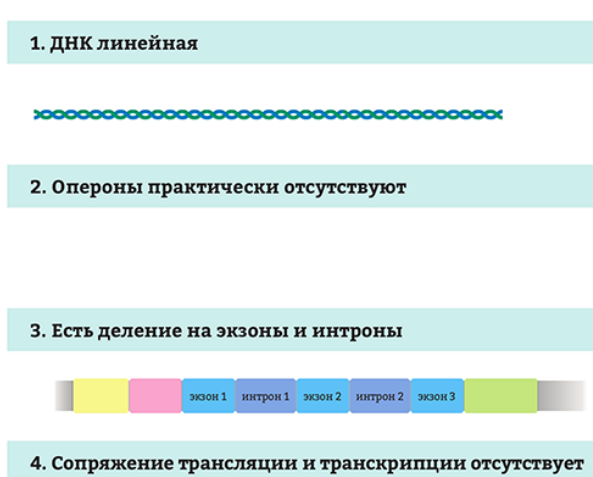 1. ДНК линейная
2. Опероны практически отсутствуют
3. Есть деление на экзоны и интроны
экзон 1 интрон 1 экзон 2 интрон 2 экзон 3
4. Сопряжение трансляции и транскрипции отсутствует